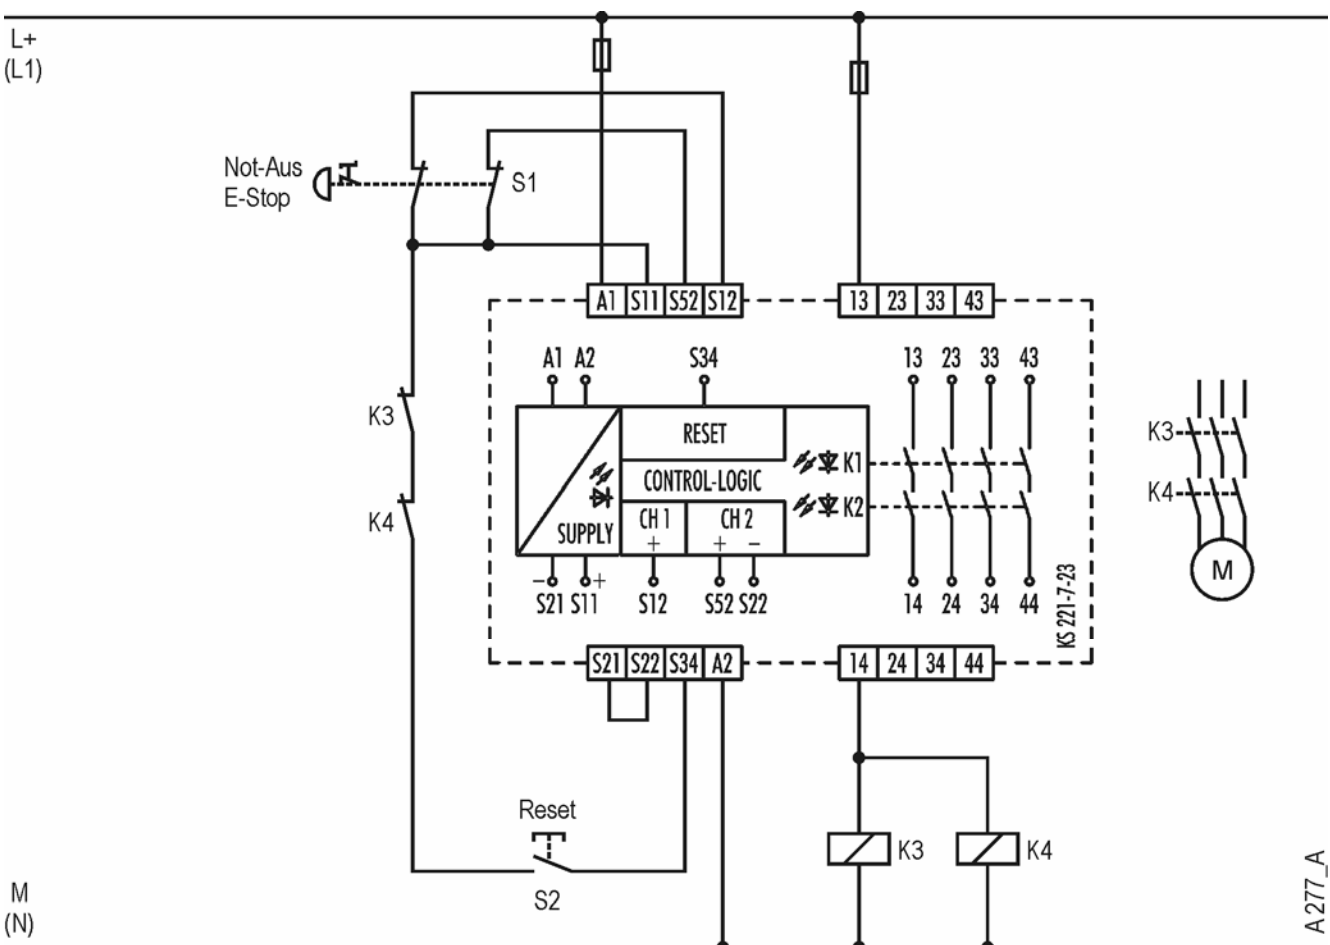 L+
(L1)
Not-Aus
E-Stop
S1
A1 S11 S52 S12
13 23 33 43
A1 A2 S34
13 23 33 43
K3
RESET
K1
CONTROL-LOGIC
K2
K4
SUPPLY
CH 1
+
CH 2
+ −
− +
S21 S11 S12 S52 S22
14 24 34 44
KS 221-7-23
K3
K4
M
S21 S22 S34 A2
14 24 34 44
Reset
S2
K3
K4
M
(N)
A277_A